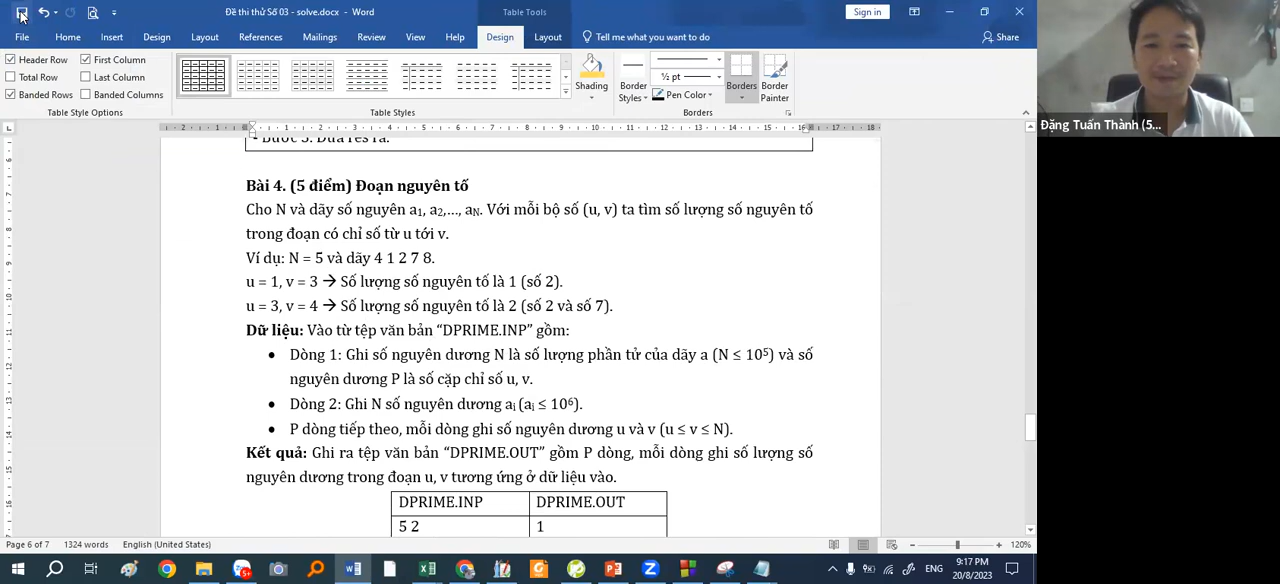 Đề thi thử Số 03 - solve.docx - Word
Table Tools
Sign in
File Home Insert Design Layout References Mailings Review View Help Design Layout Tell me what you want to do Share
Header Row First Column
Total Row Last Column
Banded Rows Banded Columns
Table Style Options
Table Styles
Shading
Border Styles
½ pt
Pen Color
Borders
Border Painter
Borders
Đặng Tuấn Thành (5...
- Bước 3: Đưa res ra.
Bài 4. (5 điểm) Đoạn nguyên tố
Cho N và dãy số nguyên a1, a2,..., aN. Với mỗi bộ số (u, v) ta tìm số lượng số nguyên tố
trong đoạn có chỉ số từ u tới v.
Ví dụ: N = 5 và dãy 4 1 2 7 8.
u = 1, v = 3 → Số lượng số nguyên tố là 1 (số 2).
u = 3, v = 4 → Số lượng số nguyên tố là 2 (số 2 và số 7).
Dữ liệu: Vào từ tệp văn bản “DPRIME.INP” gồm:
• Dòng 1: Ghi số nguyên dương N là số lượng phần tử của dãy a (N ≤ 10⁵) và số
nguyên dương P là số cặp chỉ số u, v.
• Dòng 2: Ghi N số nguyên dương ai (ai ≤ 10⁶).
• P dòng tiếp theo, mỗi dòng ghi số nguyên dương u và v (u ≤ v ≤ N).
Kết quả: Ghi ra tệp văn bản “DPRIME.OUT” gồm P dòng, mỗi dòng ghi số lượng số
nguyên dương trong đoạn u, v tương ứng ở dữ liệu vào.
DPRIME.INP DPRIME.OUT
5 2 1
Page 6 of 7 1324 words English (United States) 120%
ENG
9:17 PM
20/8/2023